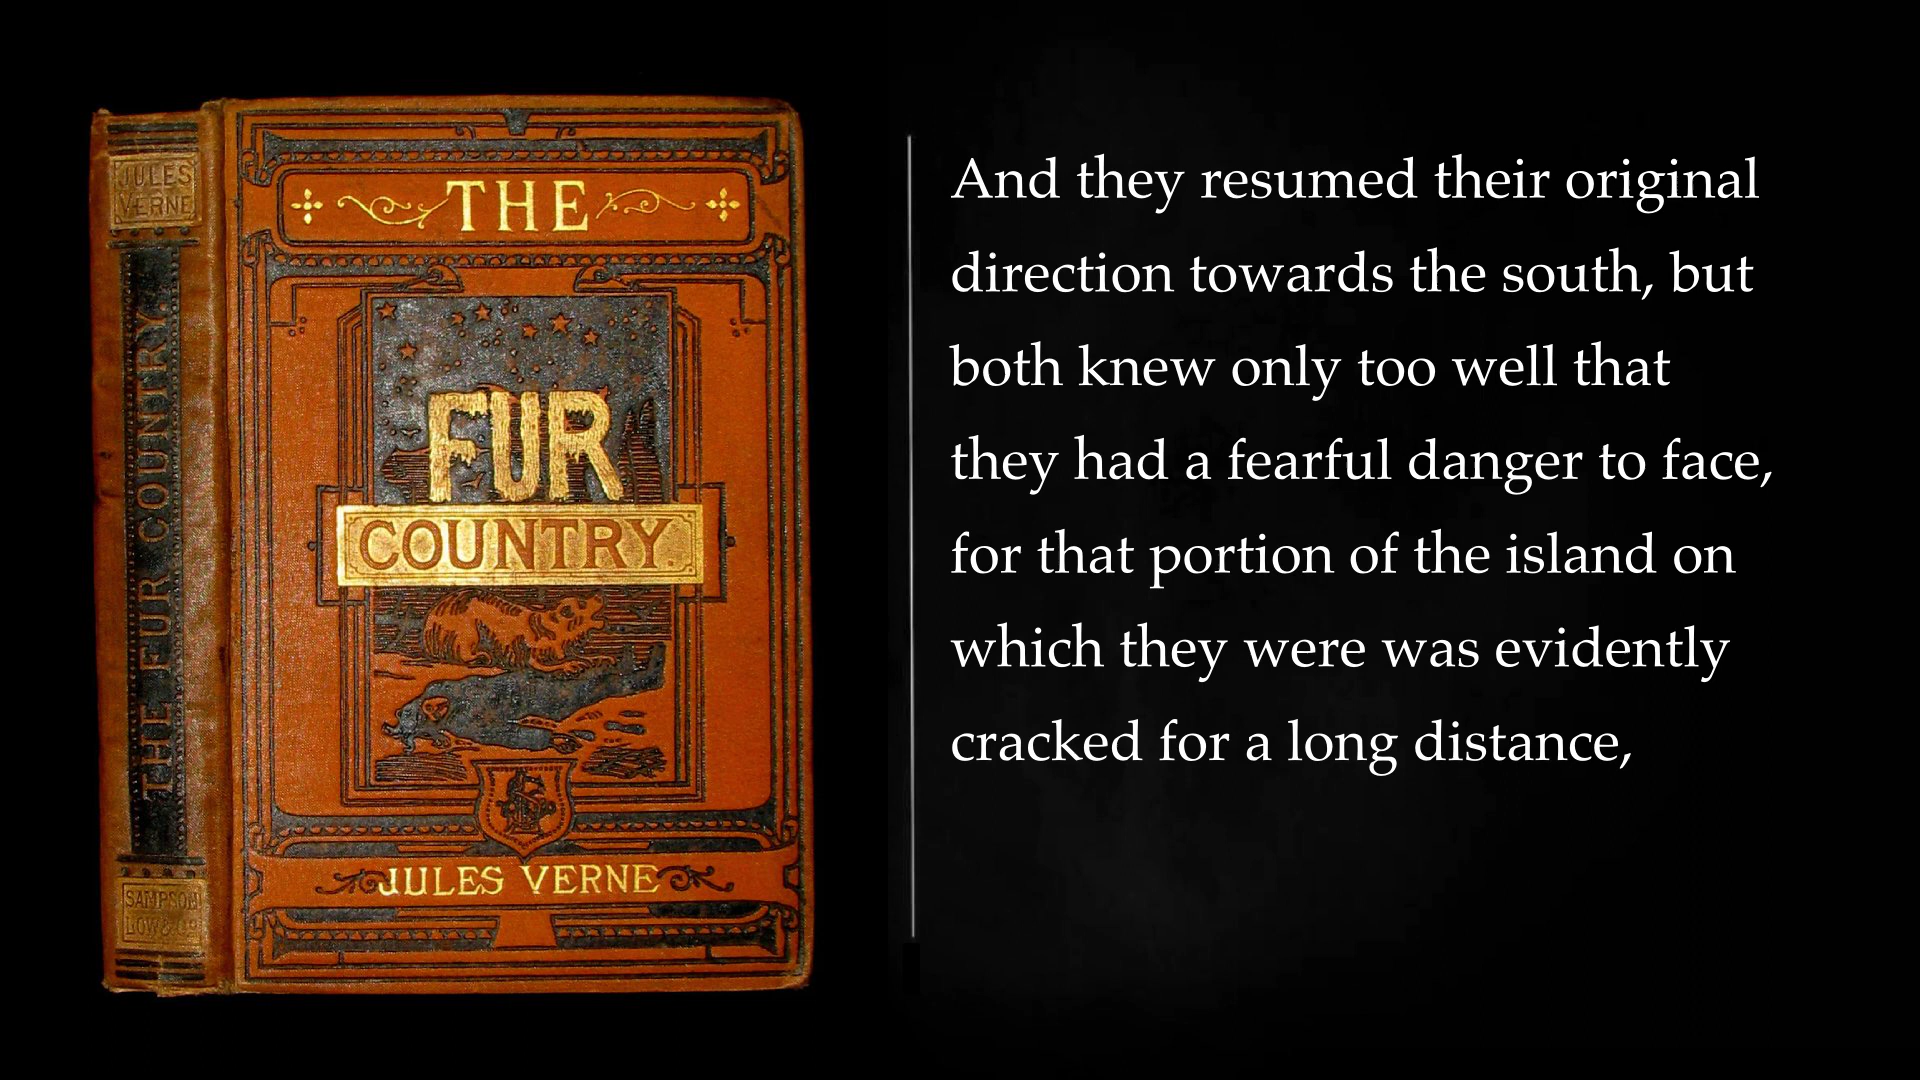 JULES
VERNE
THE FUR COUNTRY.
SAMPSON
LOW & Co
THE
FUR
COUNTRY.
JULES VERNE
And they resumed their original
direction towards the south, but
both knew only too well that
they had a fearful danger to face,
for that portion of the island on
which they were was evidently
cracked for a long distance,